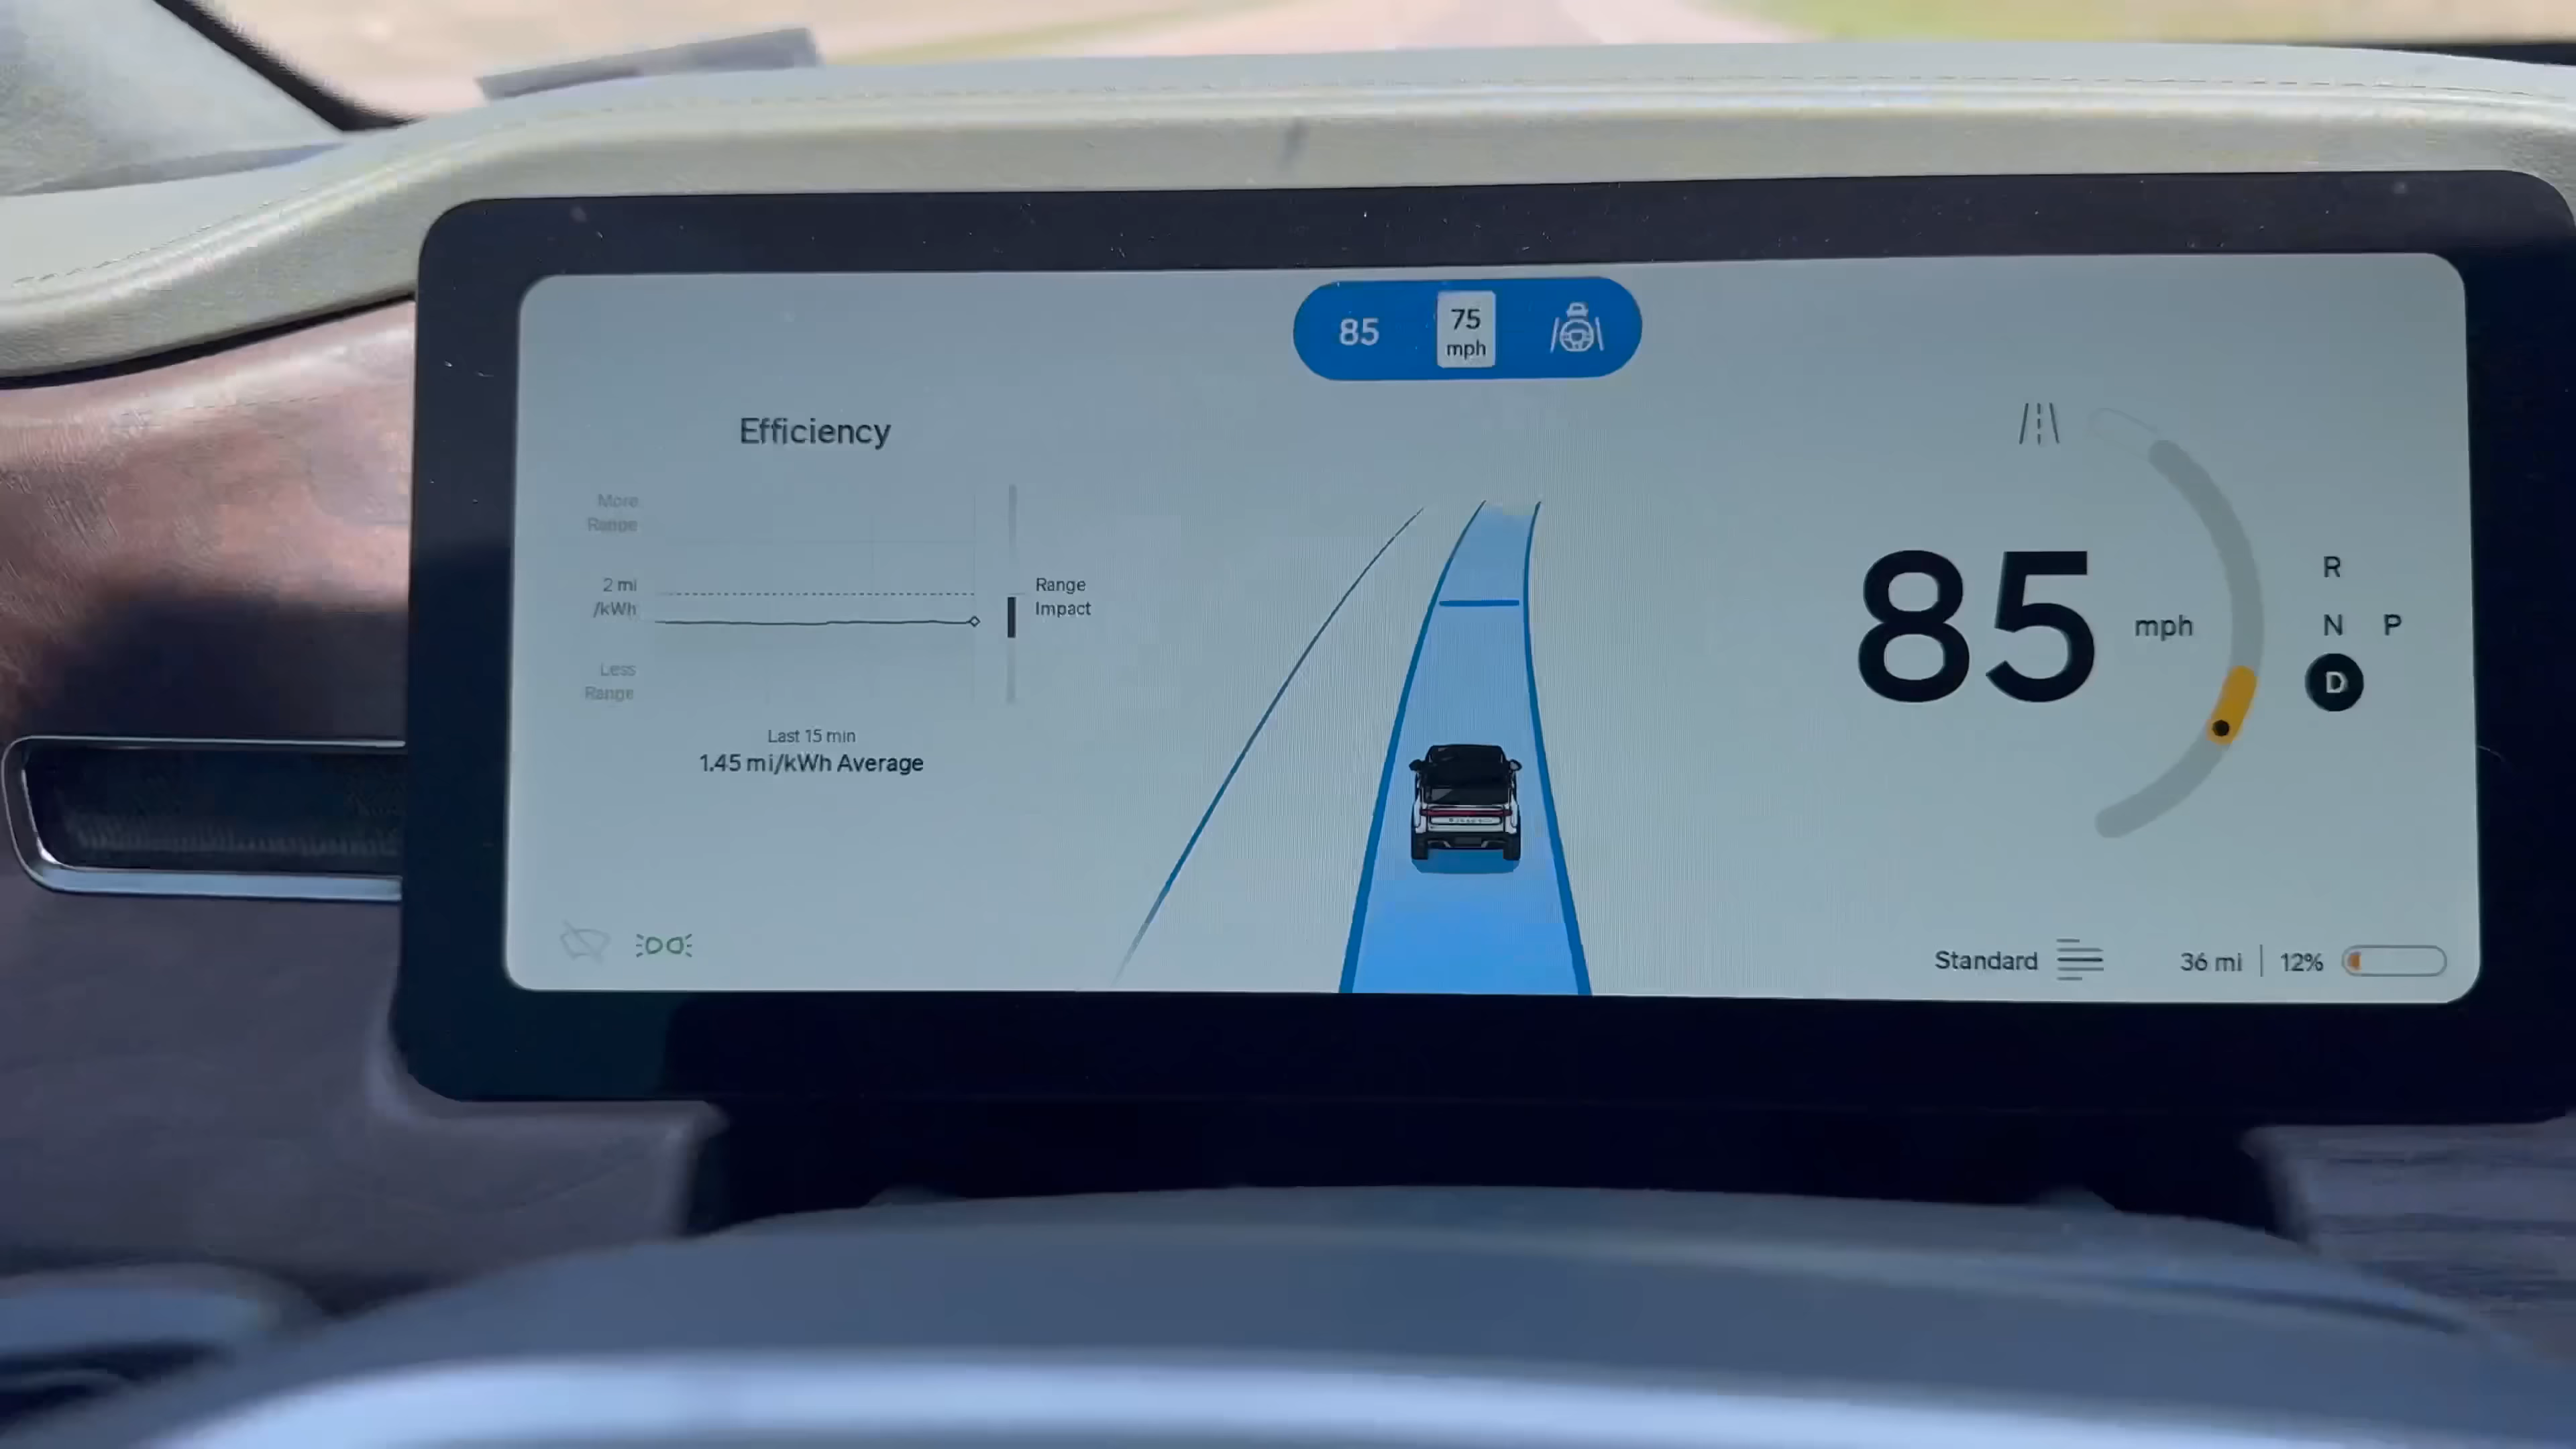 85
75
mph
Efficiency
More
Range
2 mi
/kWh
Range
Impact
Less
Range
Last 15 min
1.45 mi/kWh Average
85
mph
R
N
P
D
Standard
36 mi
12%